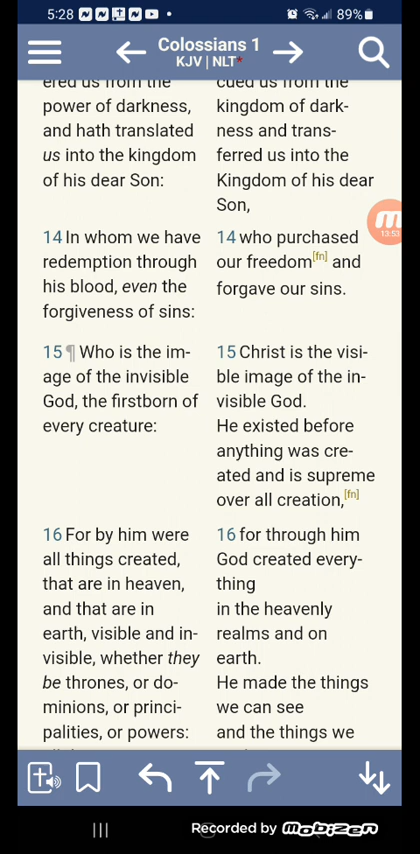 5:28
89%
Colossians 1
KJV | NLT*
ered us from the
power of darkness,
and hath translated
us into the kingdom
of his dear Son:
cued us from the
kingdom of dark-
ness and trans-
ferred us into the
Kingdom of his dear
Son,
14 In whom we have
redemption through
his blood, even the
forgiveness of sins:
14 who purchased
our freedom[fn] and
forgave our sins.
15 ¶ Who is the im-
age of the invisible
God, the firstborn of
every creature:
15 Christ is the visi-
ble image of the in-
visible God.
He existed before
anything was cre-
ated and is supreme
over all creation,[fn]
16 For by him were
all things created,
that are in heaven,
and that are in
earth, visible and in-
visible, whether they
be thrones, or do-
minions, or princi-
palities, or powers:
16 for through him
God created every-
thing
in the heavenly
realms and on
earth.
He made the things
we can see
and the things we
13:53
Recorded by Mobizen